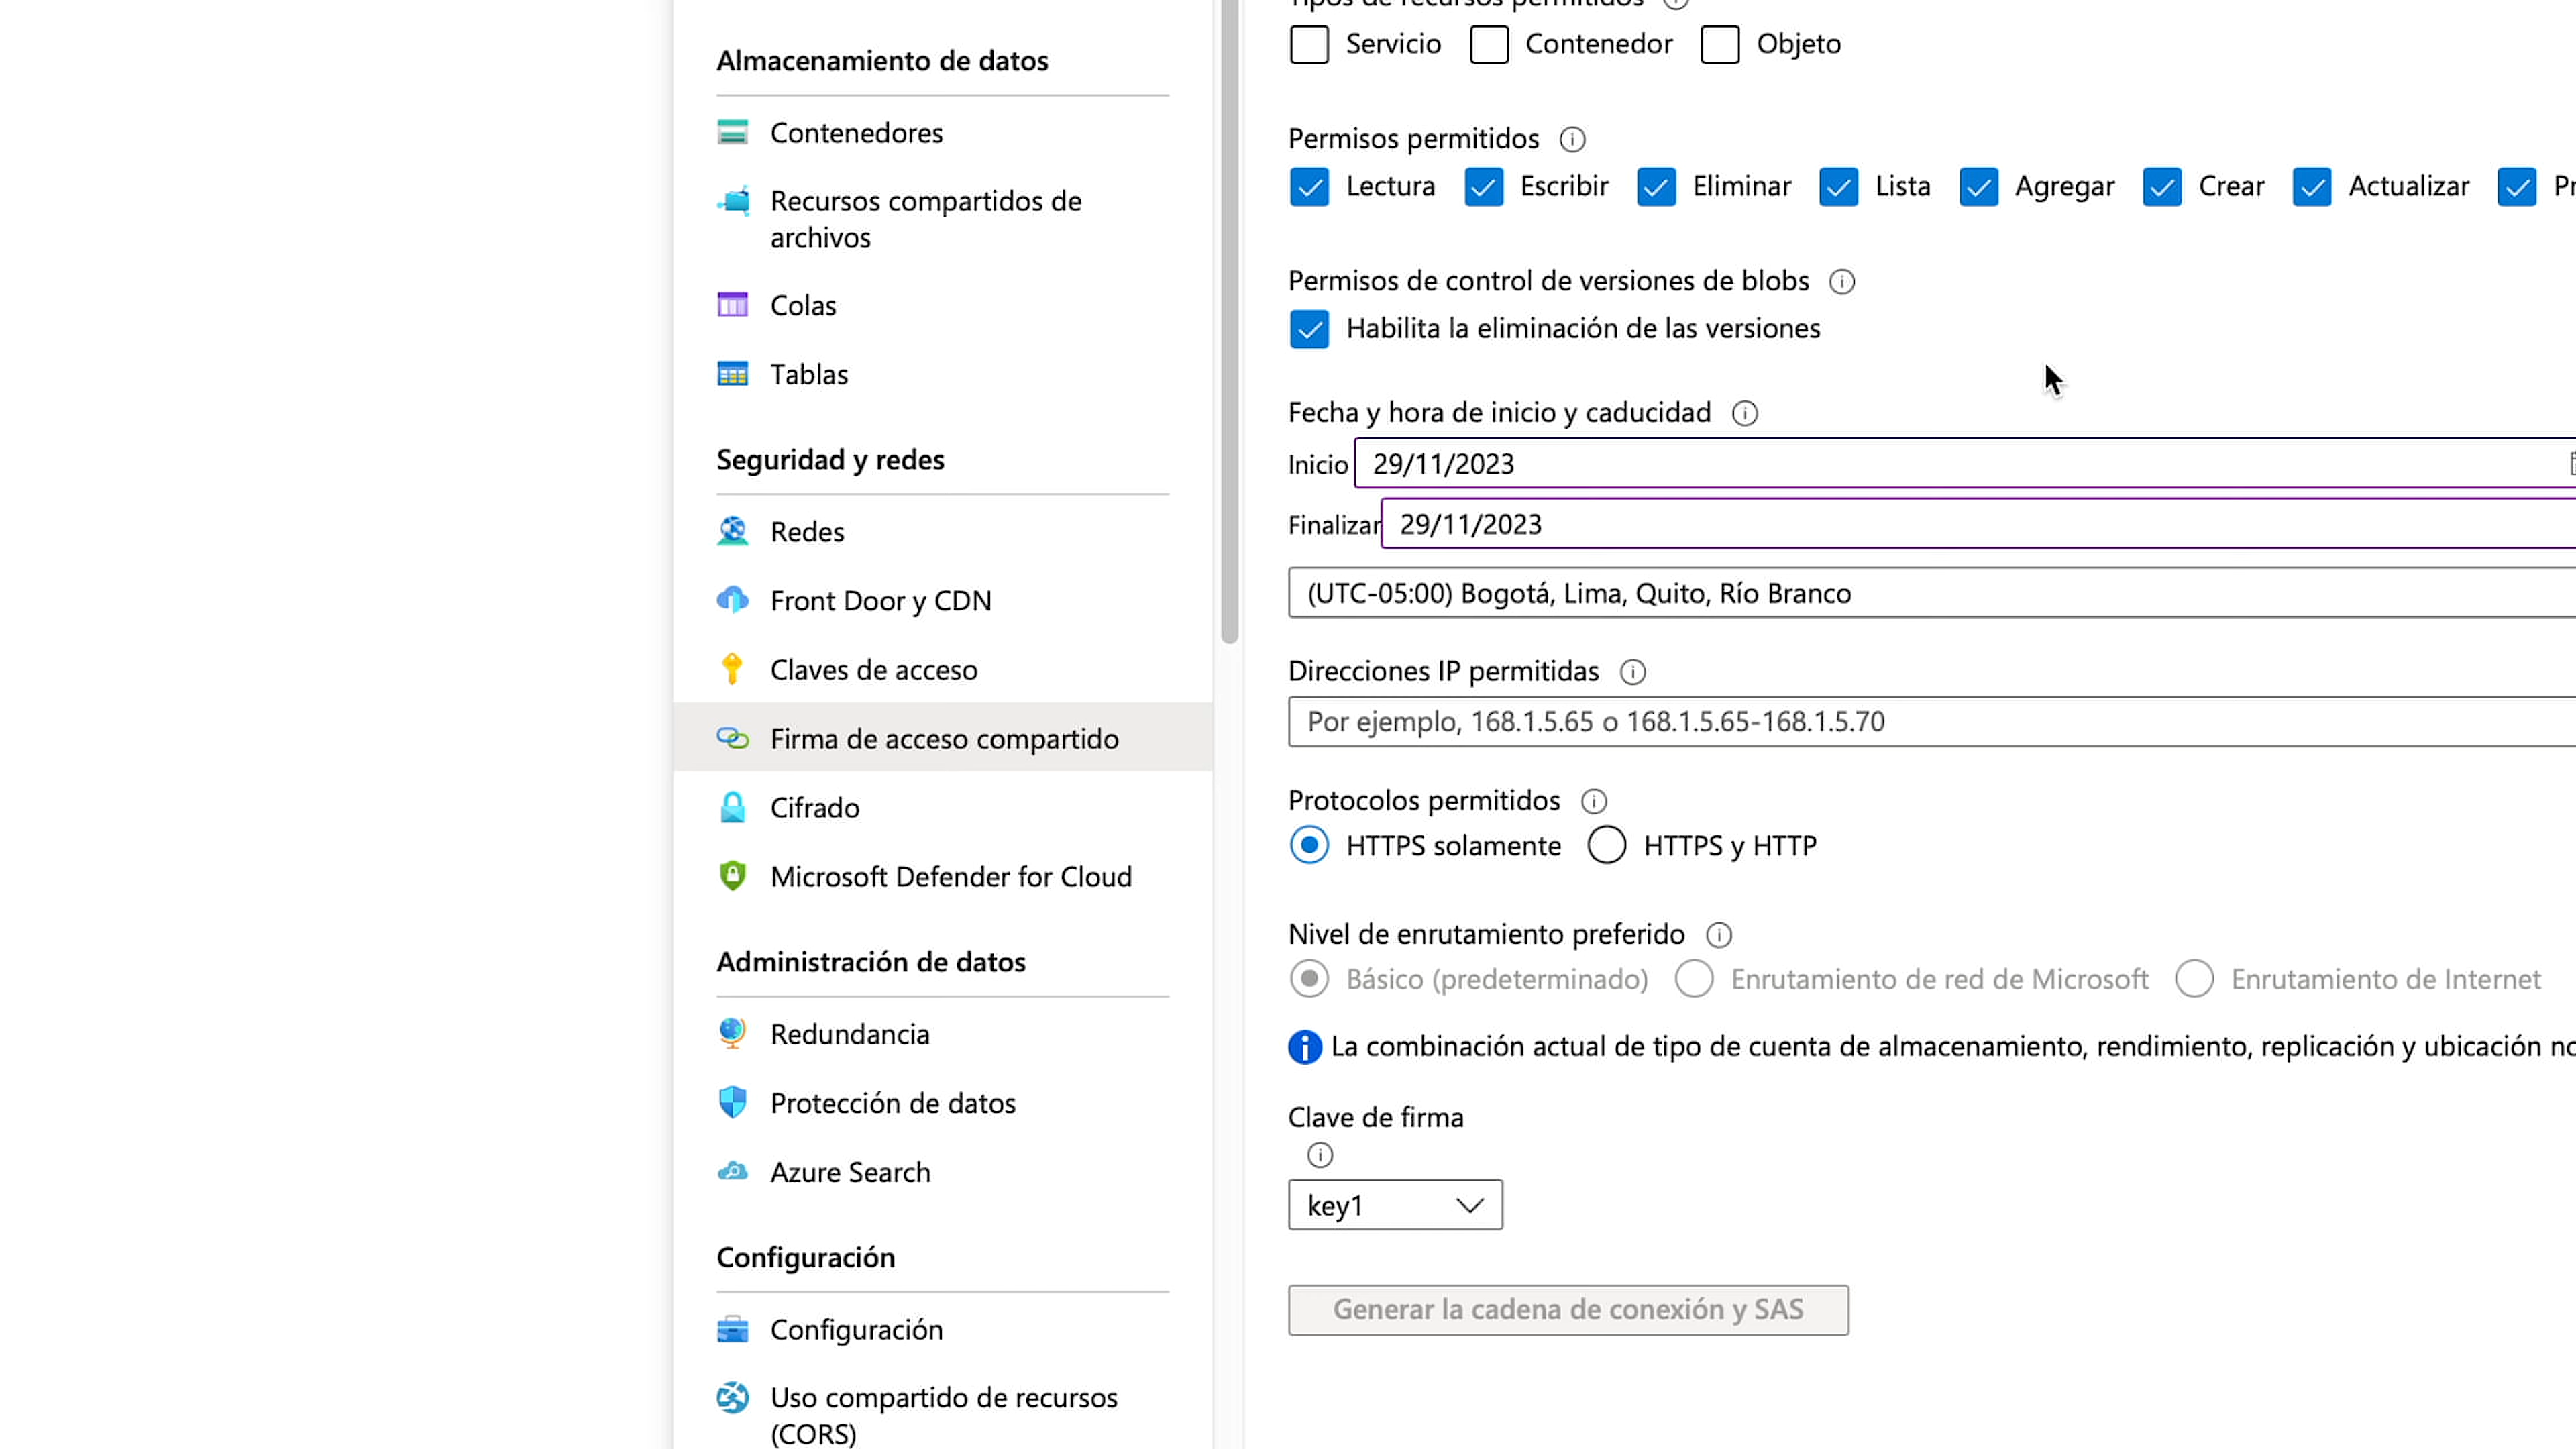 Almacenamiento de datos
Contenedores
Recursos compartidos de
archivos
Colas
Tablas
Seguridad y redes
Redes
Front Door y CDN
Claves de acceso
Firma de acceso compartido
Cifrado
Microsoft Defender for Cloud
Administración de datos
Redundancia
Protección de datos
Azure Search
Configuración
Configuración
Uso compartido de recursos
(CORS)
Tipos de recursos permitidos
Servicio Contenedor Objeto
Permisos permitidos
Lectura Escribir Eliminar Lista Agregar Crear Actualizar
Permisos de control de versiones de blobs
Habilita la eliminación de las versiones
Fecha y hora de inicio y caducidad
Inicio 29/11/2023
Finalizar 29/11/2023
(UTC-05:00) Bogotá, Lima, Quito, Río Branco
Direcciones IP permitidas
Por ejemplo, 168.1.5.65 o 168.1.5.65-168.1.5.70
Protocolos permitidos
HTTPS solamente HTTPS y HTTP
Nivel de enrutamiento preferido
Básico (predeterminado) Enrutamiento de red de Microsoft Enrutamiento de Internet
La combinación actual de tipo de cuenta de almacenamiento, rendimiento, replicación y ubicación
Clave de firma
key1
Generar la cadena de conexión y SAS